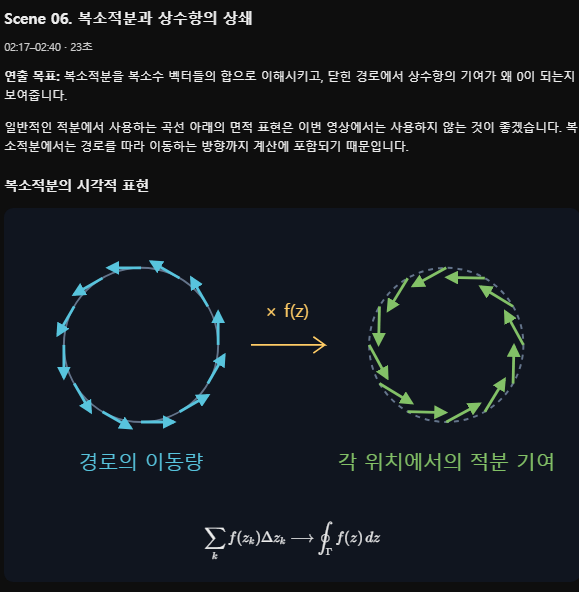 Scene 06. 복소적분과 상수항의 상쇄
02:17–02:40 · 23초
연출 목표: 복소적분을 복소수 벡터들의 합으로 이해시키고, 닫힌 경로에서 상수항의 기여가 왜 0이 되는지
보여줍니다.
일반적인 적분에서 사용하는 곡선 아래의 면적 표현은 이번 영상에서는 사용하지 않는 것이 좋겠습니다. 복
소적분에서는 경로를 따라 이동하는 방향까지 계산에 포함되기 때문입니다.
복소적분의 시각적 표현
× f(z)
경로의 이동량
각 위치에서의 적분 기여
∑_k f(z_k)Δz_k ⟶ ∮_Γ f(z) dz